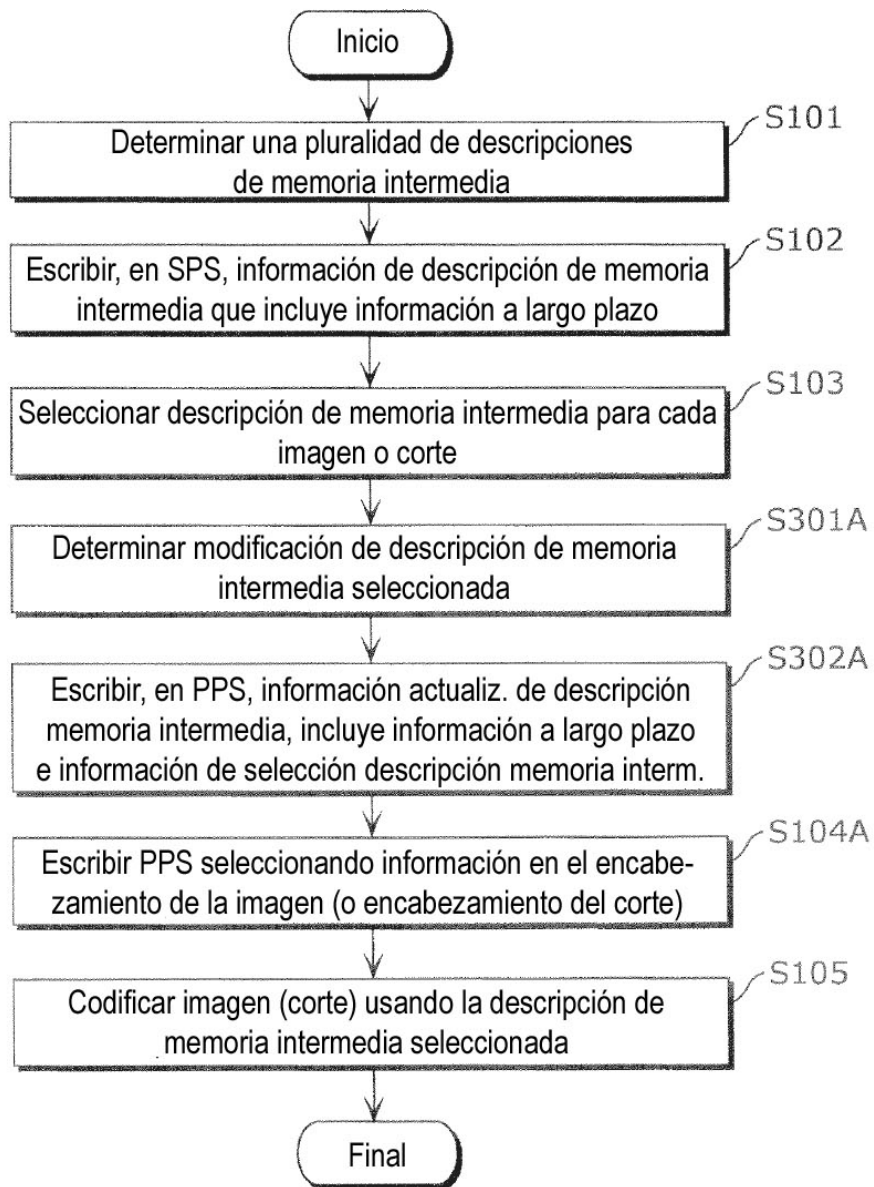 Inicio
S101
Determinar una pluralidad de descripciones
de memoria intermedia
S102
Escribir, en SPS, información de descripción de memoria
intermedia que incluye información a largo plazo
S103
Seleccionar descripción de memoria intermedia para cada
imagen o corte
S301A
Determinar modificación de descripción de memoria
intermedia seleccionada
S302A
Escribir, en PPS, información actualiz. de descripción
memoria intermedia, incluye información a largo plazo
e información de selección descripción memoria interm.
S104A
Escribir PPS seleccionando información en el encabe-
zamiento de la imagen (o encabezamiento del corte)
S105
Codificar imagen (corte) usando la descripción de
memoria intermedia seleccionada
Final